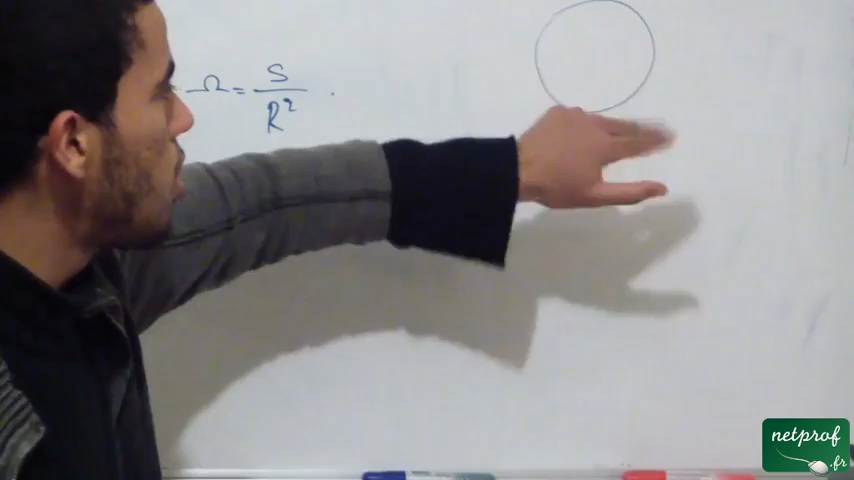 Ω = S / R²
netprof
.fr